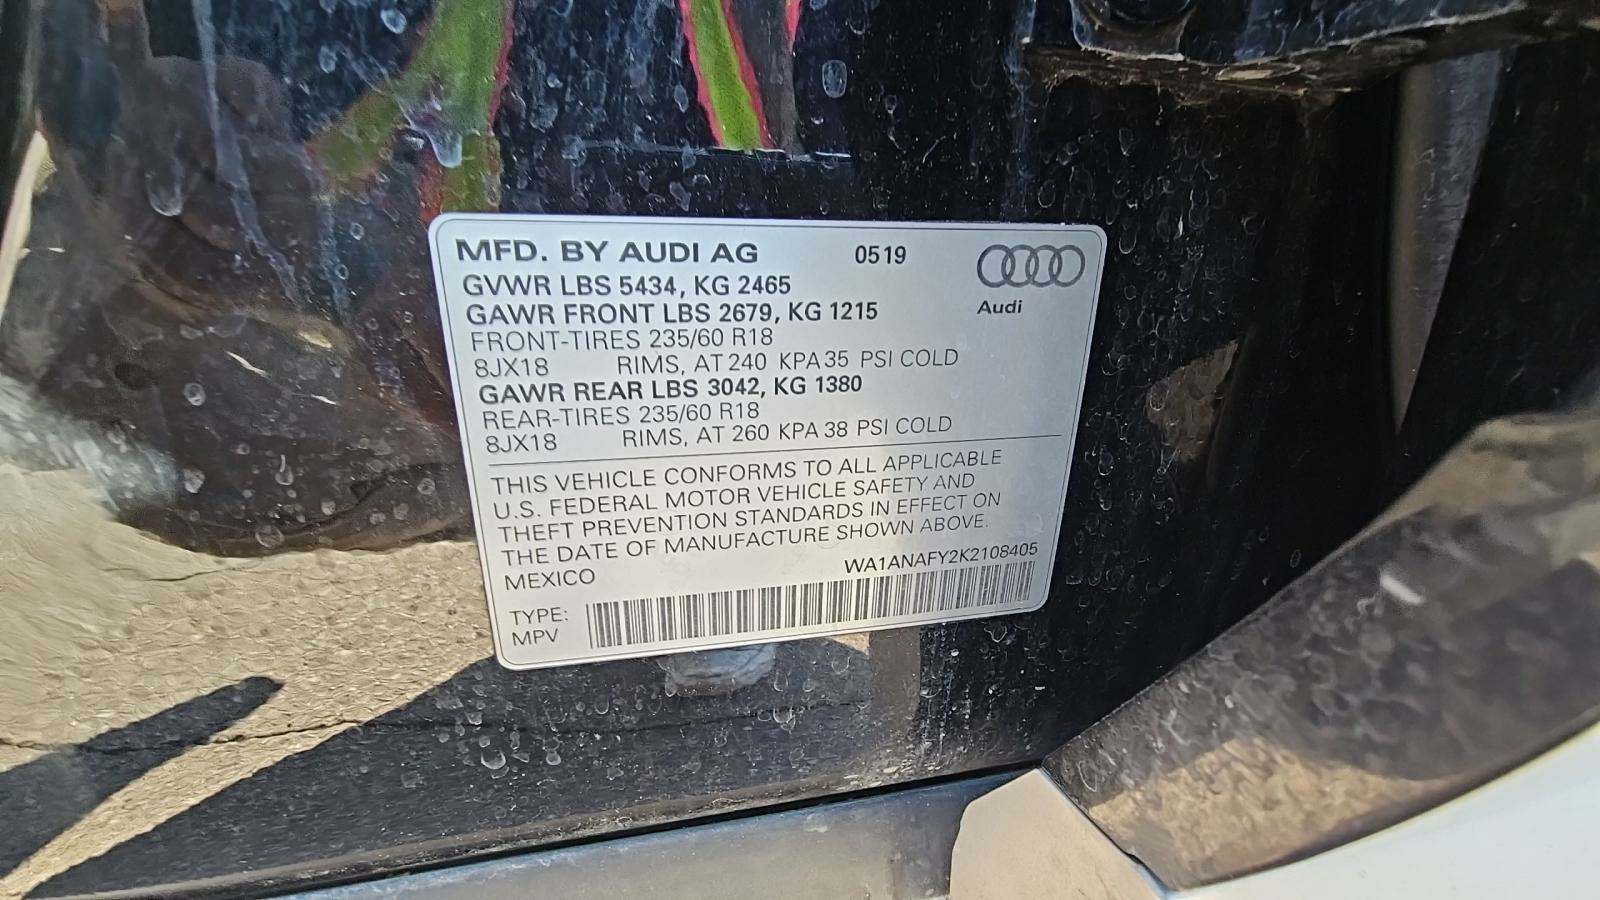 MFD. BY AUDI AG 0519
GVWR LBS 5434, KG 2465
GAWR FRONT LBS 2679, KG 1215
Audi
FRONT-TIRES 235/60 R18
8JX18 RIMS, AT 240 KPA 35 PSI COLD
GAWR REAR LBS 3042, KG 1380
REAR-TIRES 235/60 R18
8JX18 RIMS, AT 260 KPA 38 PSI COLD
THIS VEHICLE CONFORMS TO ALL APPLICABLE
U.S. FEDERAL MOTOR VEHICLE SAFETY AND
THEFT PREVENTION STANDARDS IN EFFECT ON
THE DATE OF MANUFACTURE SHOWN ABOVE.
MEXICO WA1ANAFY2K2108405
TYPE:
MPV